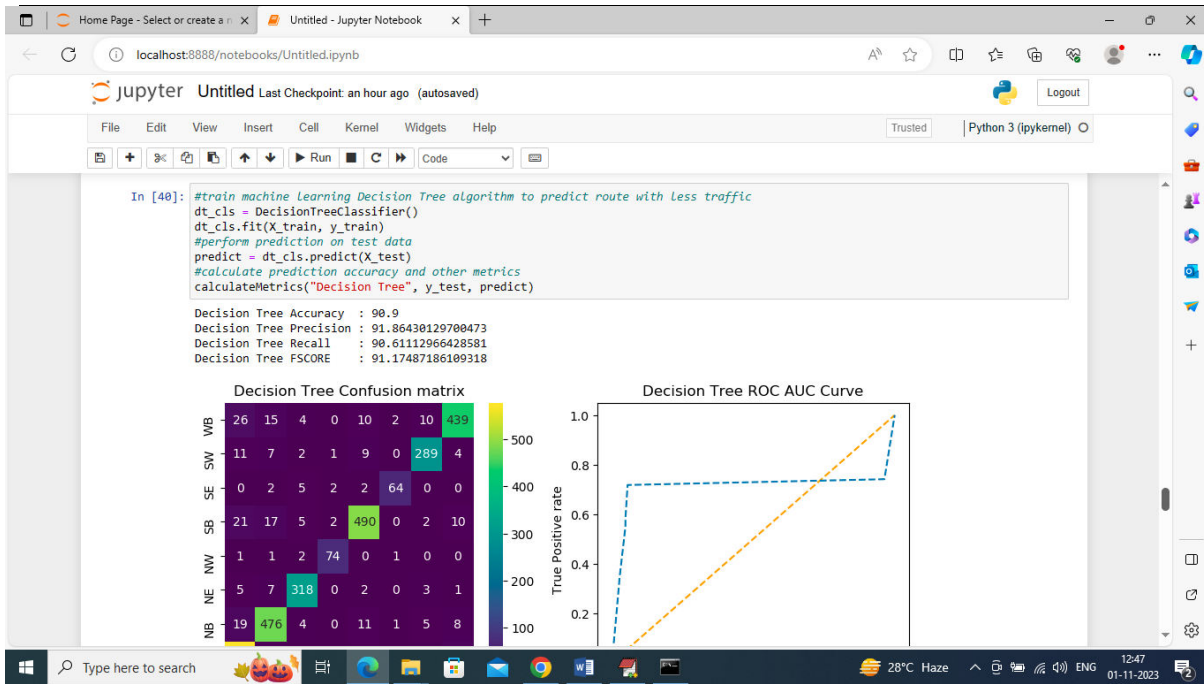 Home Page - Select or create a n
Untitled - Jupyter Notebook
localhost:8888/notebooks/Untitled.ipynb
jupyter Untitled Last Checkpoint: an hour ago (autosaved)
Logout
File Edit View Insert Cell Kernel Widgets Help
Trusted
Python 3 (ipykernel)
Run
Code
In [40]: #train machine learning Decision Tree algorithm to predict route with less traffic
dt_cls = DecisionTreeClassifier()
dt_cls.fit(X_train, y_train)
#perform prediction on test data
predict = dt_cls.predict(X_test)
#calculate prediction accuracy and other metrics
calculateMetrics("Decision Tree", y_test, predict)
Decision Tree Accuracy : 90.9
Decision Tree Precision : 91.86430129700473
Decision Tree Recall : 90.61112966428581
Decision Tree FSCORE : 91.17487186109318
Decision Tree Confusion matrix
WB 26 15 4 0 10 2 10 439
SW 11 7 2 1 9 0 289 4
SE 0 2 5 2 2 64 0 0
SB 21 17 5 2 490 0 2 10
NW 1 1 2 74 0 1 0 0
NE 5 7 318 0 2 0 3 1
NB 19 476 4 0 11 1 5 8
500
400
300
200
100
Decision Tree ROC AUC Curve
True Positive rate
1.0
0.8
0.6
0.4
0.2
Type here to search
28°C Haze
ENG
12:47
01-11-2023
2